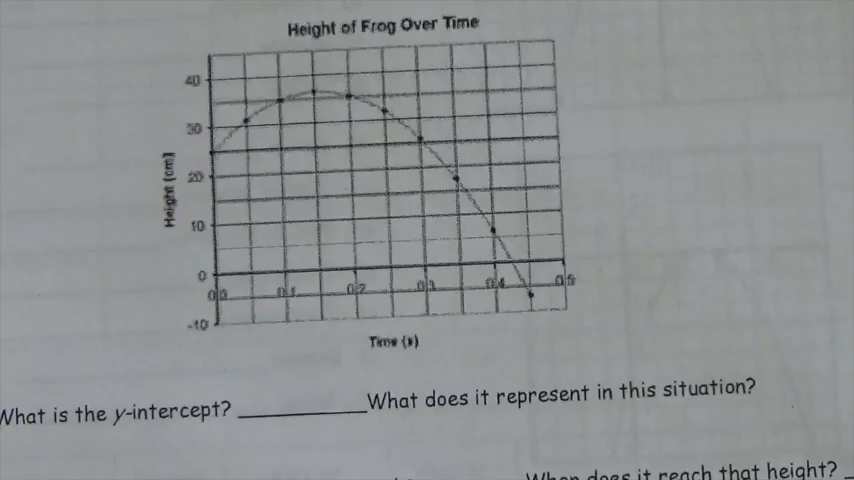 Height of Frog Over Time
40
30
20
10
0
-10
Height (cm)
0.0 0.1 0.2 0.3 0.4 0.5
Time (s)
What is the y-intercept? ____________ What does it represent in this situation?
When does it reach that height? _